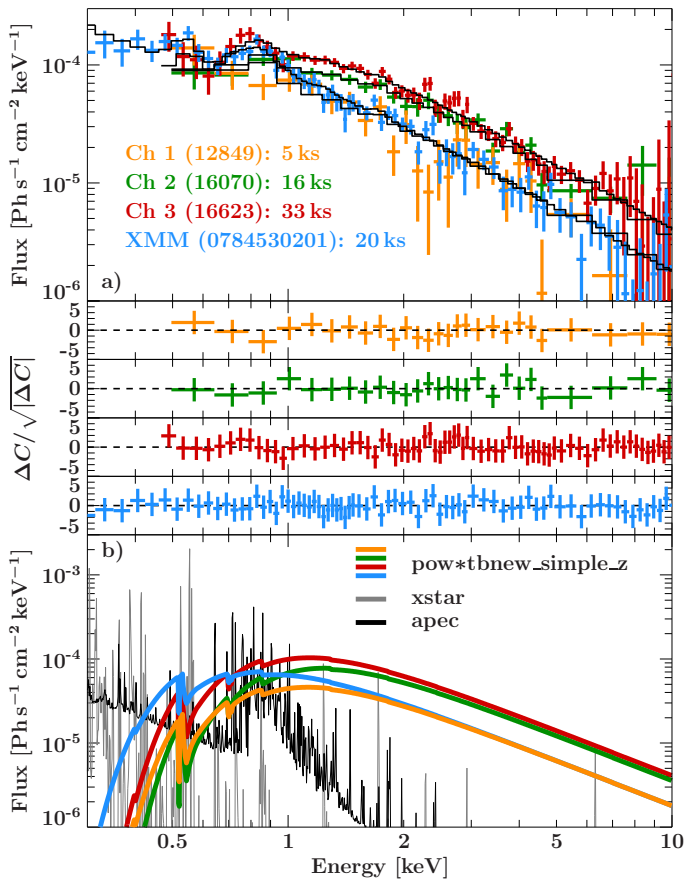 10⁻⁴
10⁻⁵
10⁻⁶
Flux [Ph s⁻¹ cm⁻² keV⁻¹]
Ch 1 (12849): 5 ks
Ch 2 (16070): 16 ks
Ch 3 (16623): 33 ks
XMM (0784530201): 20 ks
a)
5
0
-5
5
0
-5
5
0
-5
5
0
-5
ΔC/√|ΔC|
b)
10⁻³
10⁻⁴
10⁻⁵
10⁻⁶
Flux [Ph s⁻¹ cm⁻² keV⁻¹]
pow*tbnew_simple_z
xstar
apec
0.5 1 2 5 10
Energy [keV]